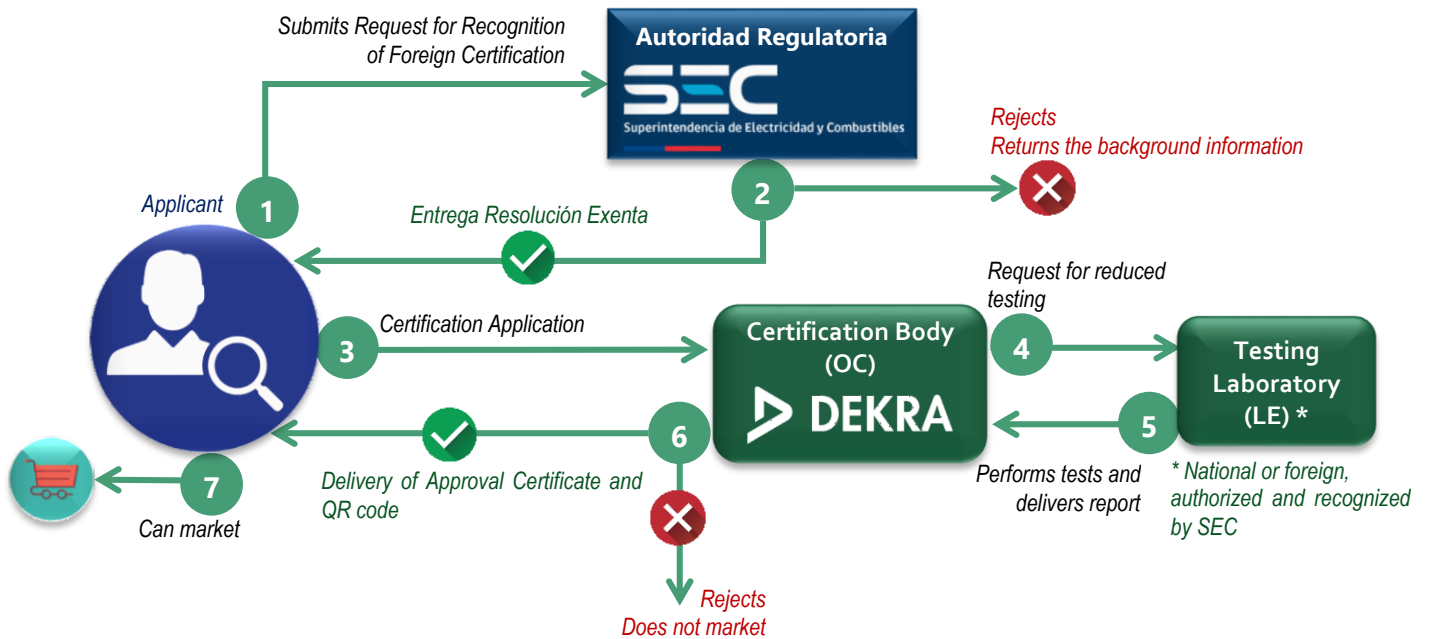 Submits Request for Recognition
of Foreign Certification
Autoridad Regulatoria
SEC
Superintendencia de Electricidad y Combustibles
Rejects
Returns the background information
2
Applicant
1
Entrega Resolución Exenta
Request for reduced
testing
3
Certification Application
Certification Body
(OC)
DEKRA
4
Testing
Laboratory
(LE) *
5
6
Delivery of Approval Certificate and
QR code
Performs tests and
delivers report
* National or foreign,
authorized and recognized
by SEC
7
Can market
Rejects
Does not market